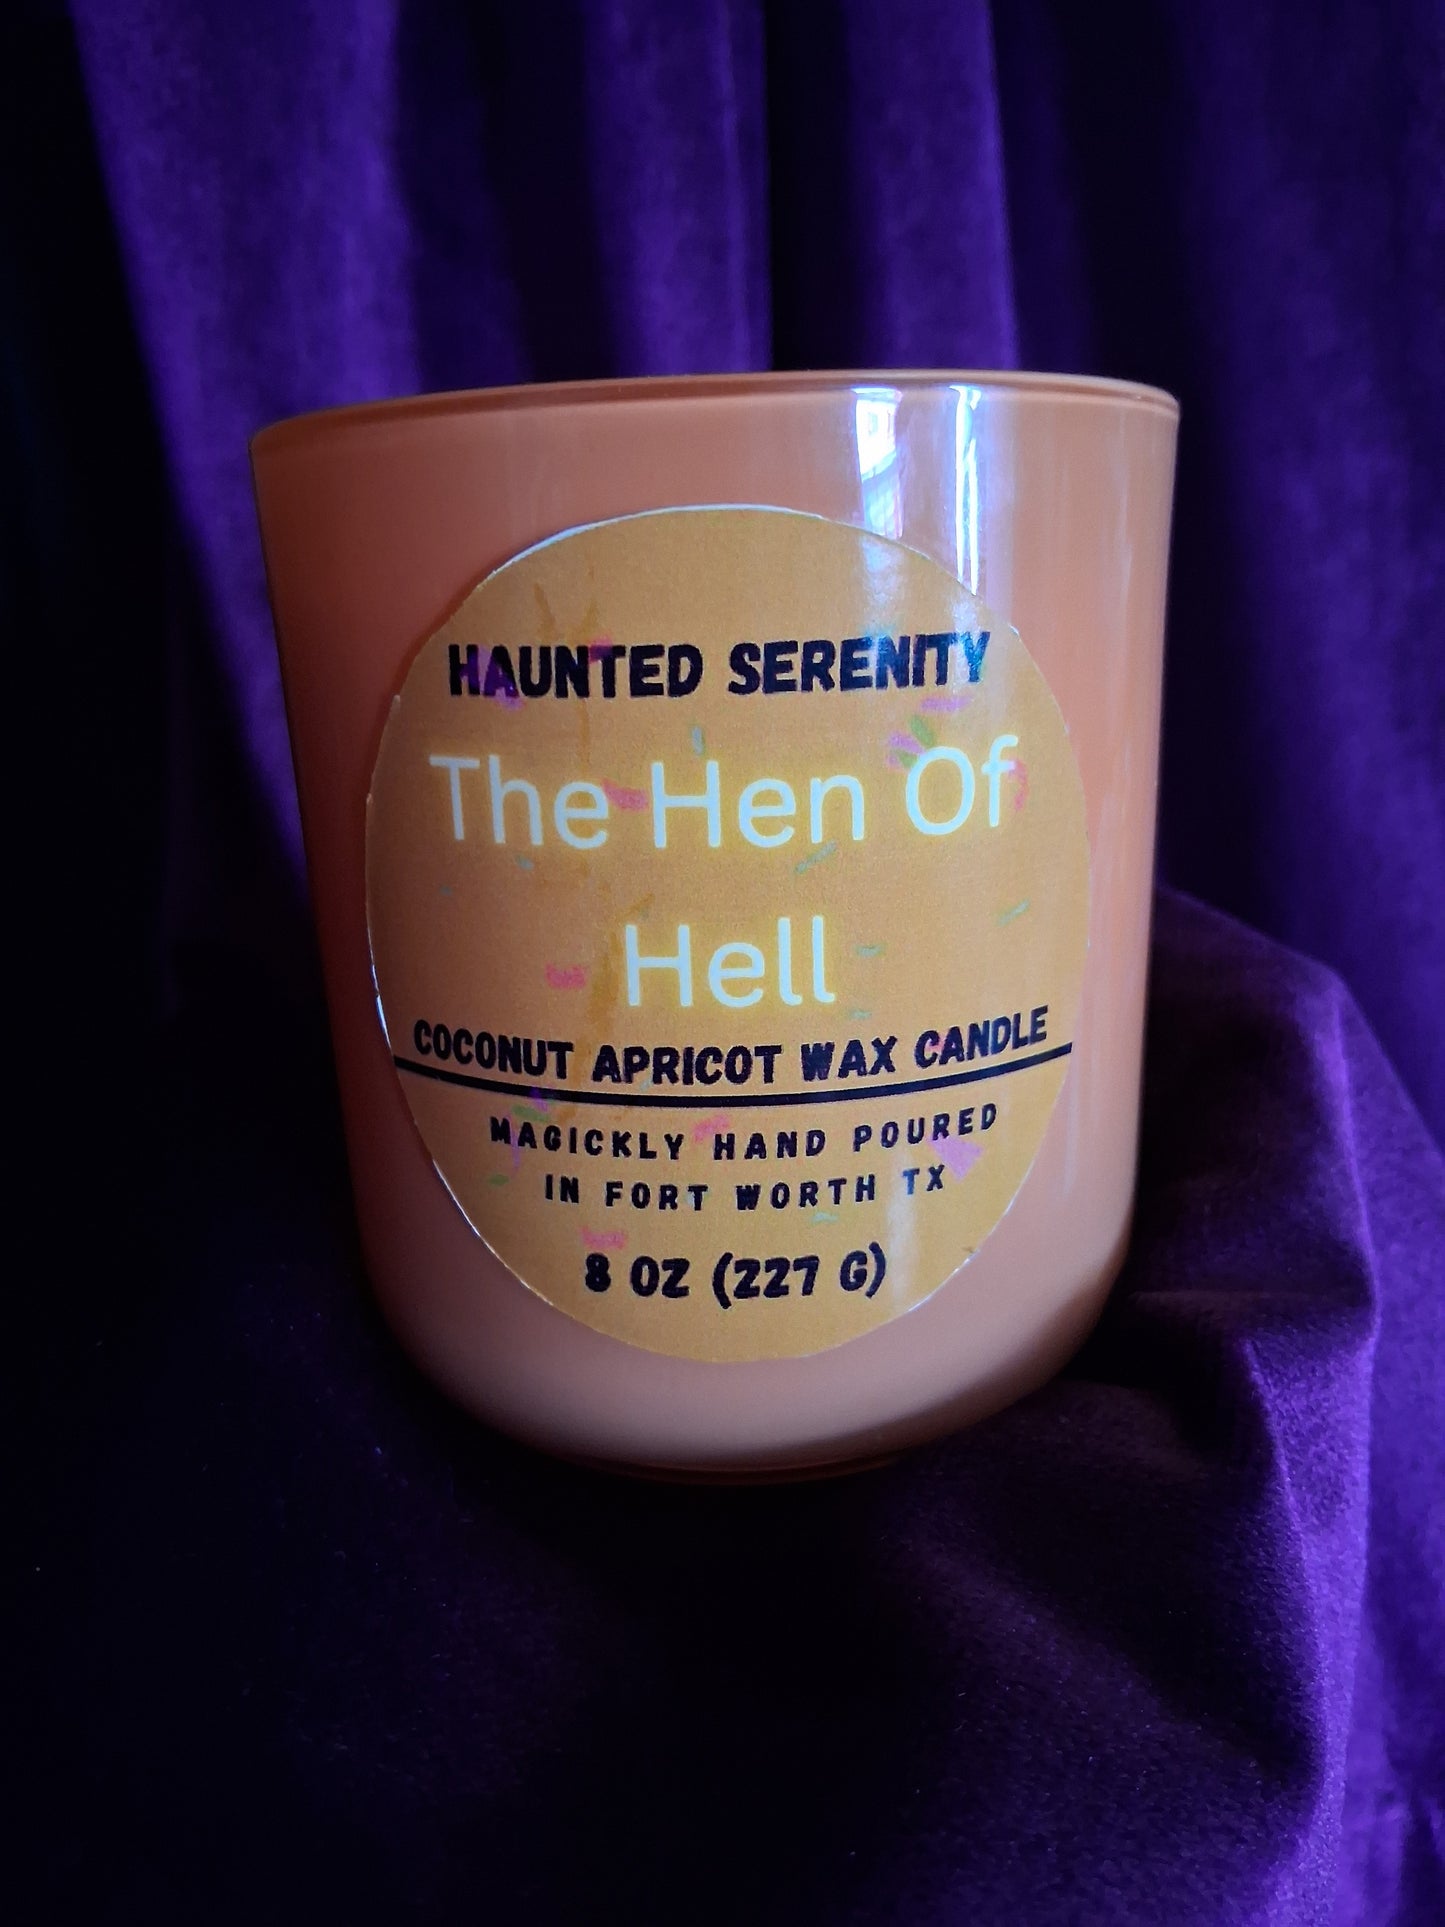 HAUNTED SERENITY
The Hen Of
Hell
COCONUT APRICOT WAX CANDLE
MAGICKLY HAND POURED
IN FORT WORTH TX
8 OZ (227 G)